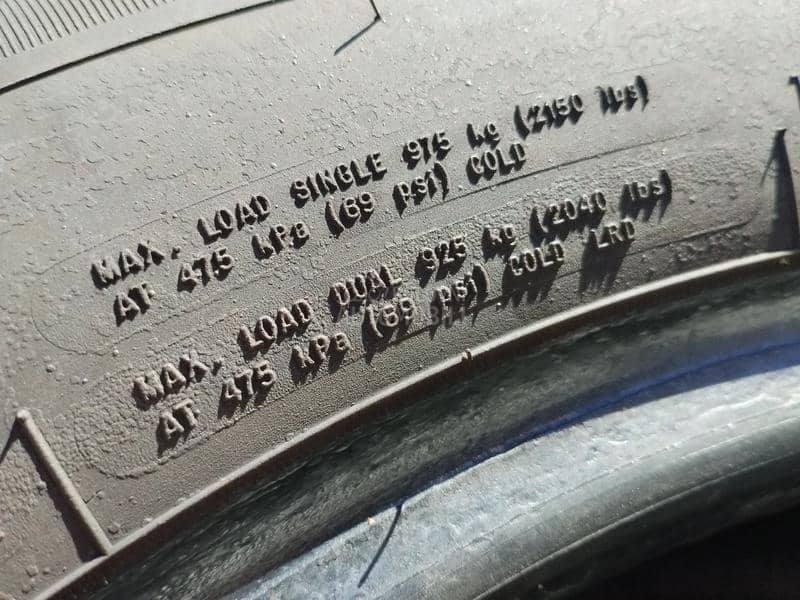 MAX. LOAD SINGLE 975 kg (2150 lbs)
AT 475 kPa (69 psi) COLD
MAX. LOAD DUAL 925 kg (2040 lbs)
AT 475 kPa (69 psi) COLD LRD